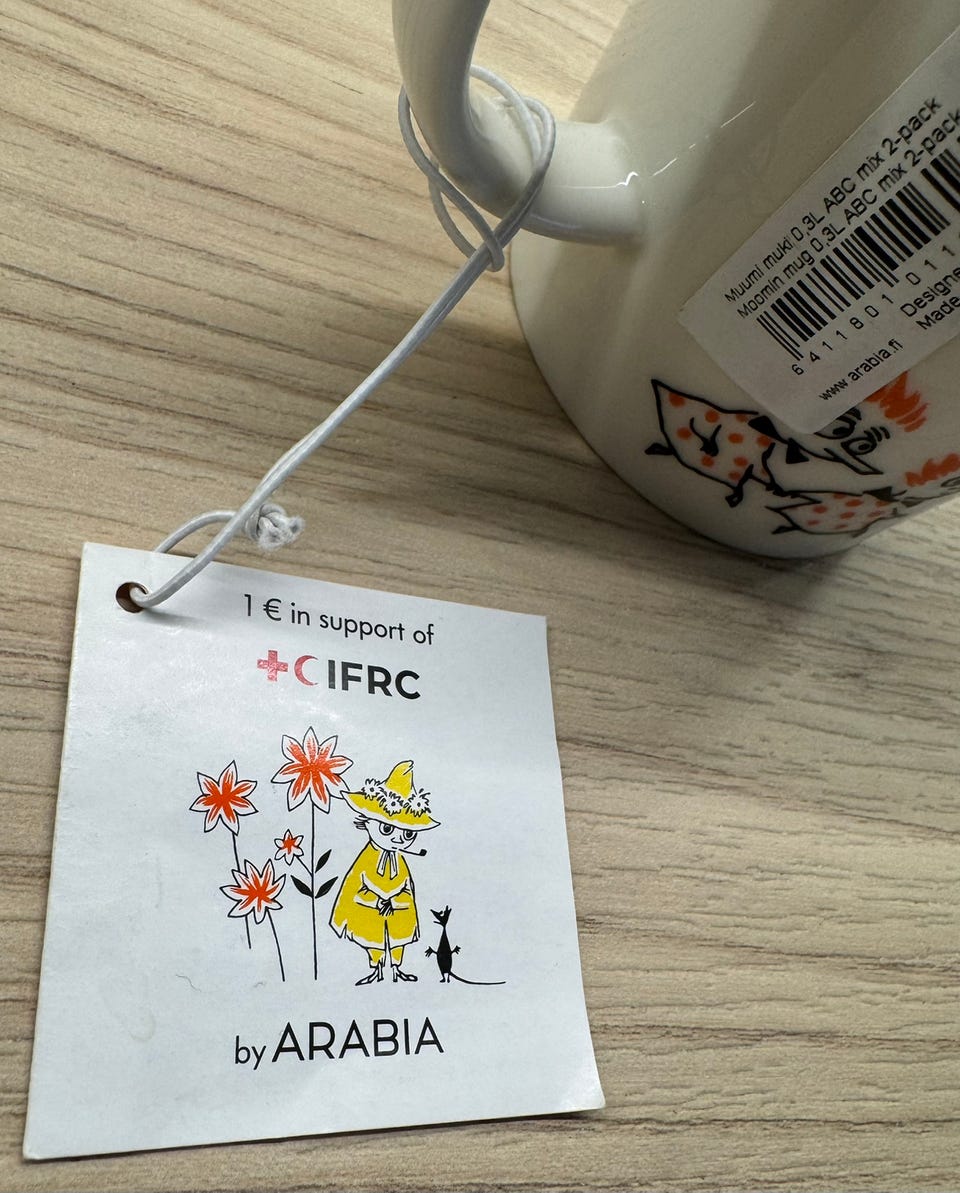 1 € in support of
IFRC
by ARABIA
Muumi muki 0,3L ABC mix 2-pack
Moomin mug 0,3L ABC mix 2-pack
6 411801 011
Designe
Made
www.arabia.fi